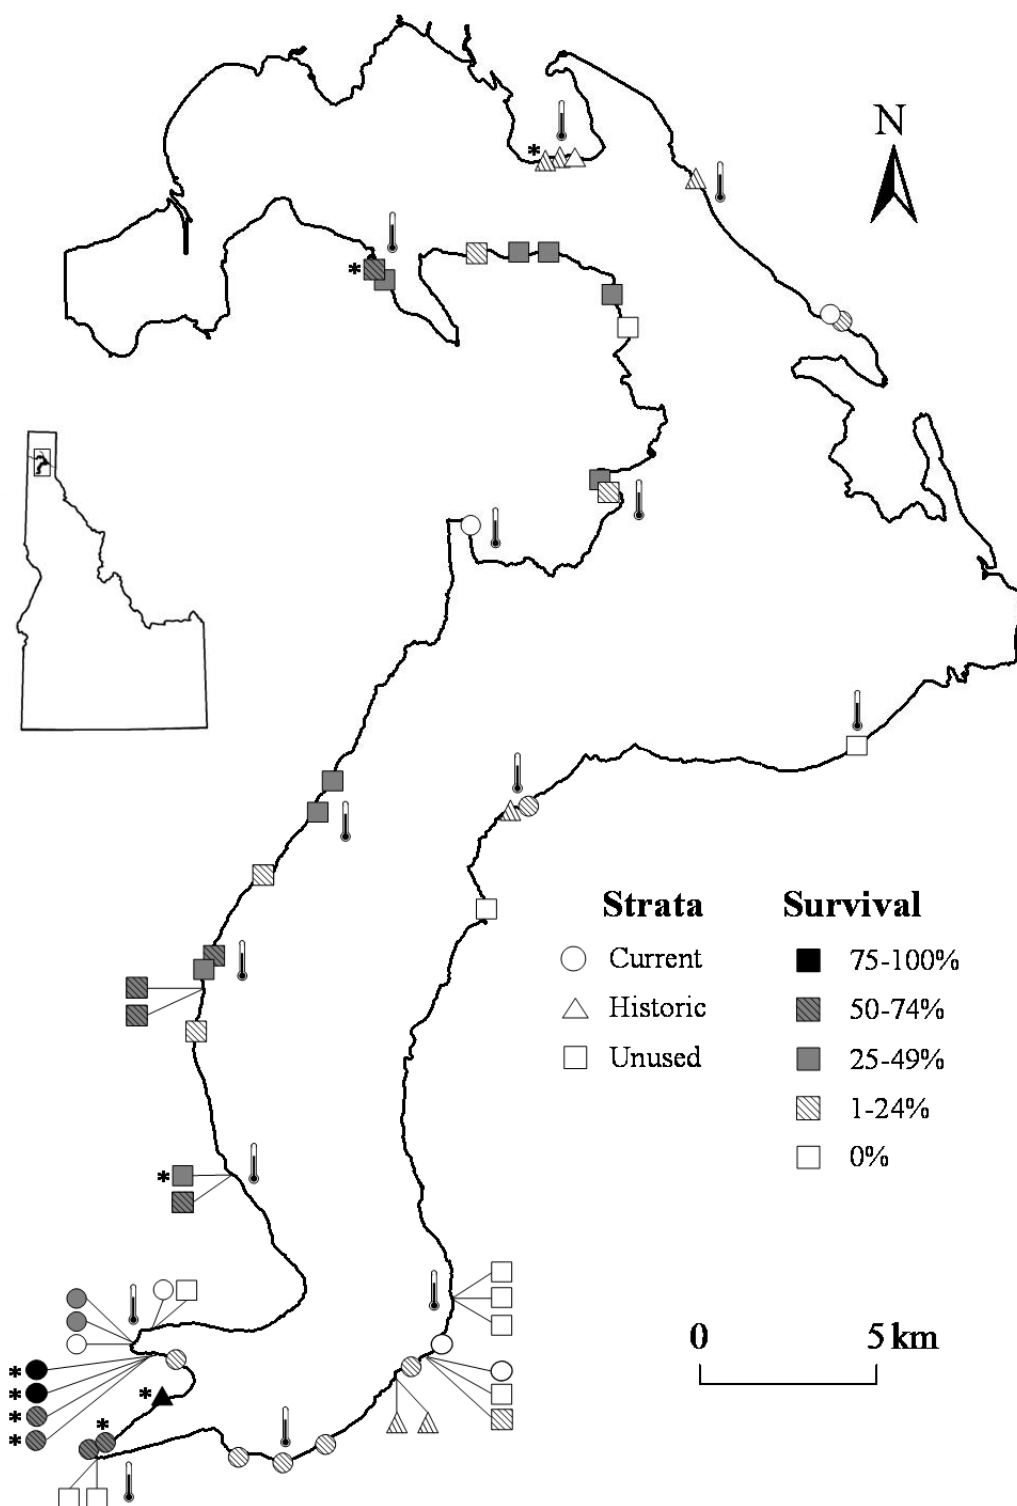 N
Strata
Survival
Current
75-100%
Historic
50-74%
Unused
25-49%
1-24%
0%
0
5 km
*
*
*
*
*
*
*
*
*